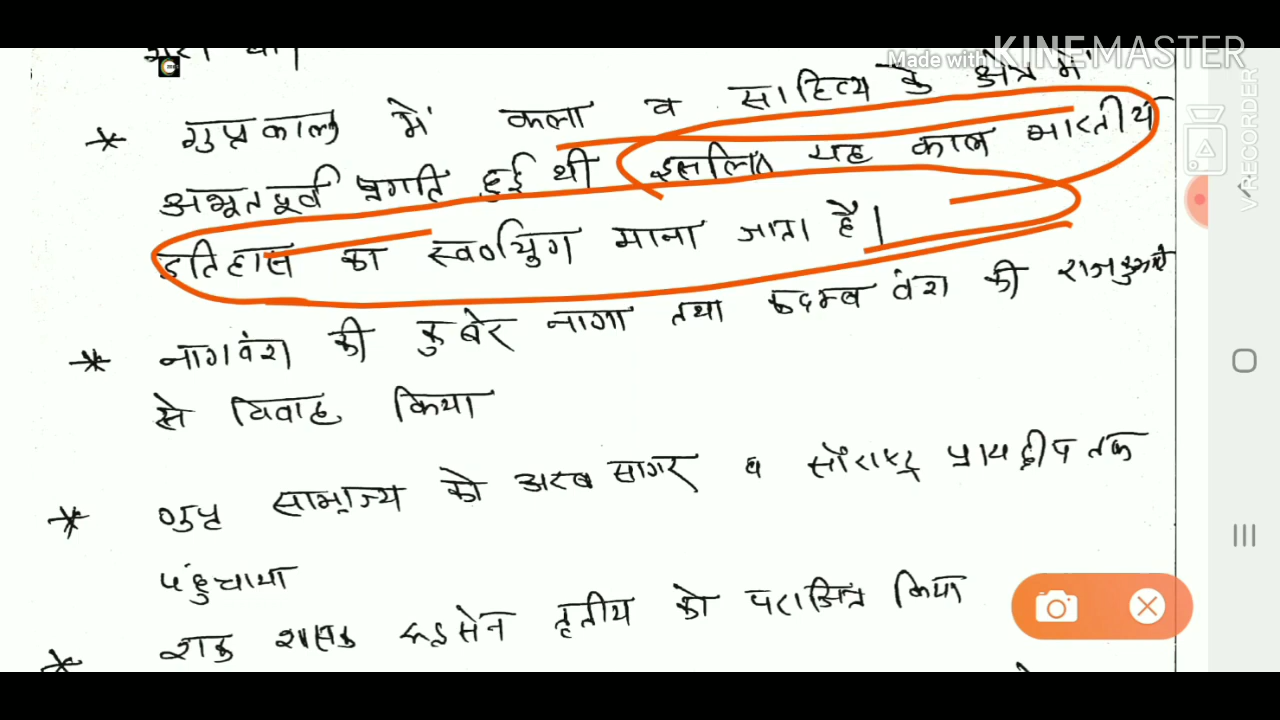 Made with KINEMASTER
V-RECORDER
* गुप्तकाल में कला व साहित्य के क्षेत्र में
अभूतपूर्व प्रगति हुई थी इसलिए यह काल भारतीय
इतिहास का स्वर्णयुग माना जाता है।
* नागवंश की कुबेर नागा तथा कदम्ब वंश की राजकुमारी
से विवाह किया
* गुप्त साम्राज्य को अरब सागर व सौराष्ट्र प्रायद्वीप तक
पंहुचाया
* शक शासक रूद्रसेन तृतीय को पराजित किया